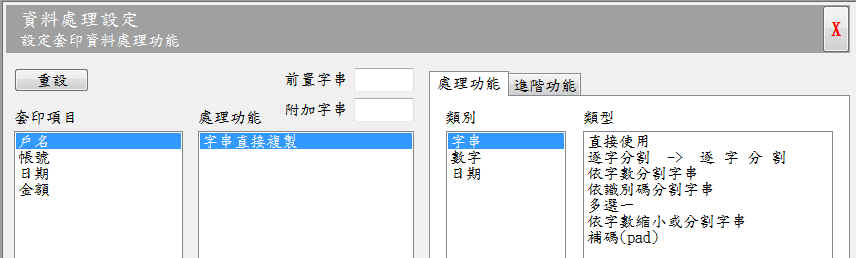 資料處理設定
設定套印資料處理功能
X
重設
前置字串
附加字串
套印項目
戶名
帳號
日期
金額
處理功能
字串直接複製
處理功能
進階功能
類別
字串
數字
日期
類型
直接使用
逐字分割 -> 逐 字 分 割
依字數分割字串
依識別碼分割字串
多選一
依字數縮小或分割字串
補碼(pad)